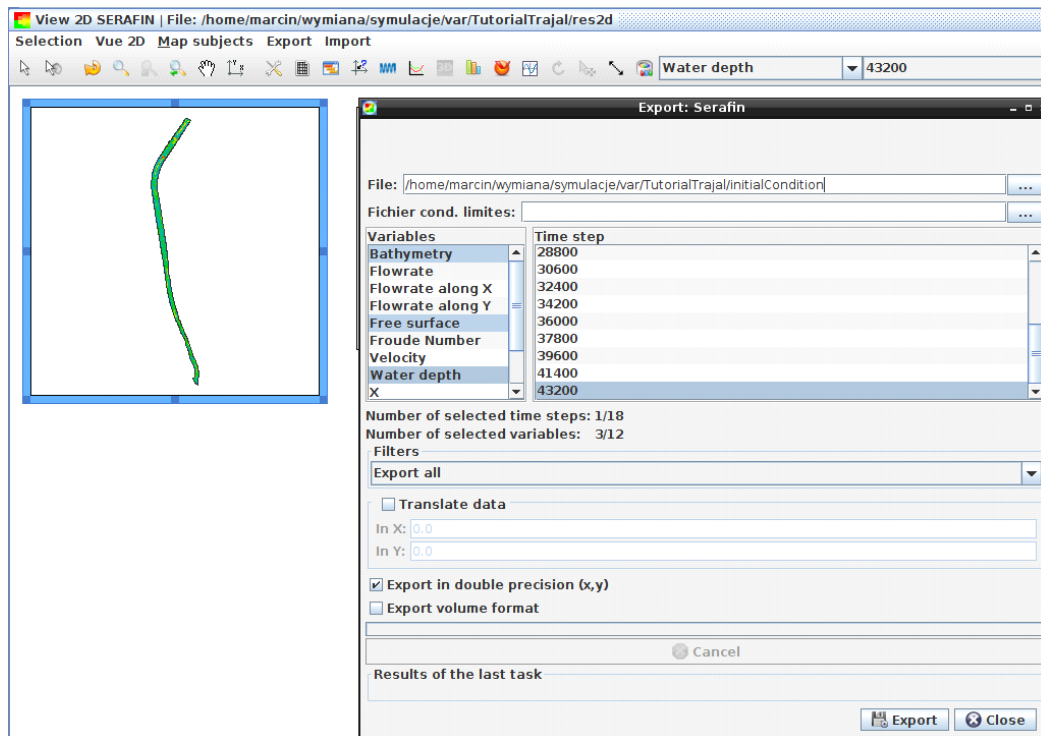 View 2D SERAFIN | File: /home/marcin/wymiana/symulacje/var/TutorialTrajal/res2d
Selection Vue 2D Map subjects Export Import
Water depth 43200
Export: Serafin
File: /home/marcin/wymiana/symulacje/var/TutorialTrajal/initialCondition ...
Fichier cond. limites: ...
Variables Time step
Bathymetry 28800
Flowrate 30600
Flowrate along X 32400
Flowrate along Y 34200
Free surface 36000
Froude Number 37800
Velocity 39600
Water depth 41400
X 43200
Number of selected time steps: 1/18
Number of selected variables: 3/12
Filters
Export all
Translate data
In X: 0.0
In Y: 0.0
Export in double precision (x,y)
Export volume format
Cancel
Results of the last task
Export Close